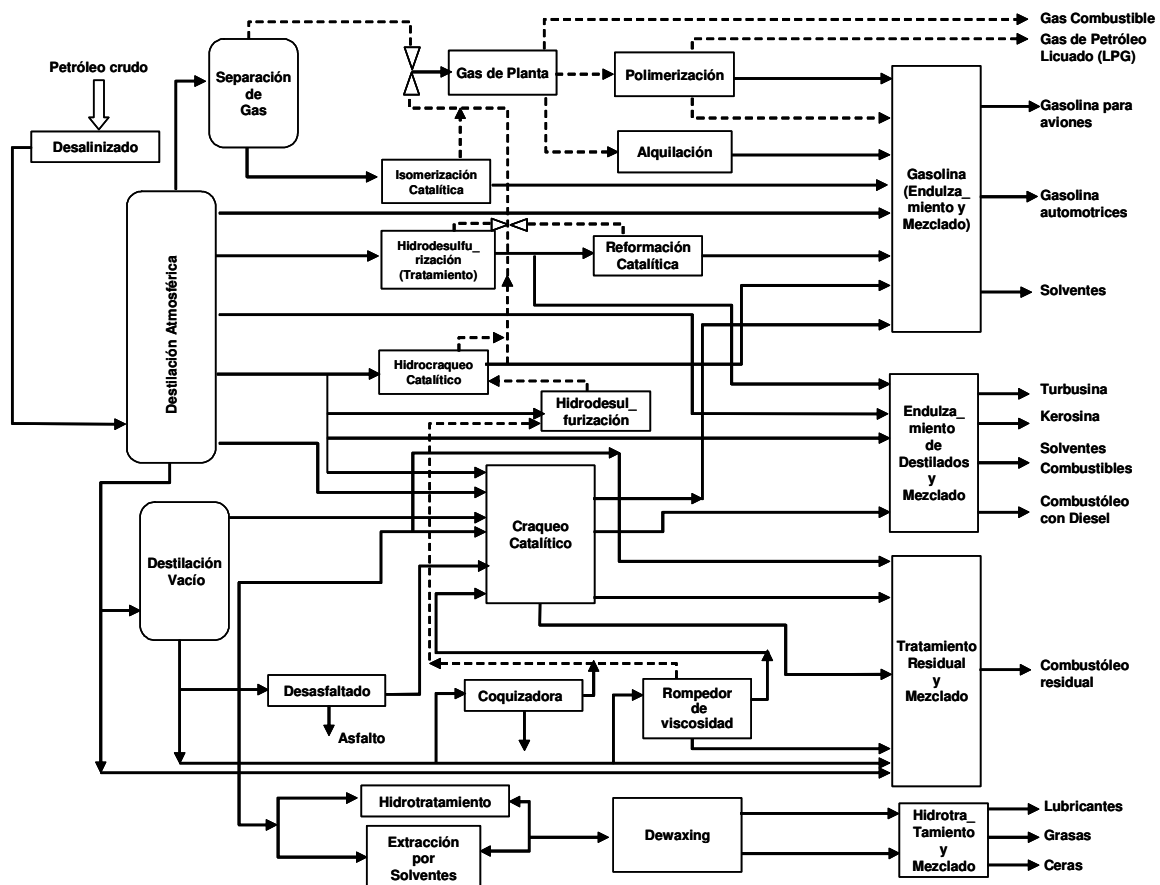 Gas Combustible
Gas de Petróleo
Licuado (LPG)
Petróleo crudo
Separación
de
Gas
Gas de Planta
Polimerización
Gasolina para
aviones
Desalinizado
Alquilación
Isomerización
Catalítica
Gasolina
(Endulza_
miento y
Mezclado)
Gasolina
automotrices
Destilación Atmosférica
Hidrodesulfu_
rización
(Tratamiento)
Reformación
Catalítica
Solventes
Hidrocraqueo
Catalítico
Hidrodesul_
furización
Endulza_
miento
de
Destilados
y
Mezclado
Turbusina
Kerosina
Solventes
Combustibles
Combustóleo
con Diesel
Craqueo
Catalítico
Destilación
Vacío
Tratamiento
Residual
y
Mezclado
Combustóleo
residual
Desasfaltado
Asfalto
Coquizadora
Rompedor
de
viscosidad
Hidrotratamiento
Extracción
por
Solventes
Dewaxing
Hidrotra_
Tamiento
y
Mezclado
Lubricantes
Grasas
Ceras